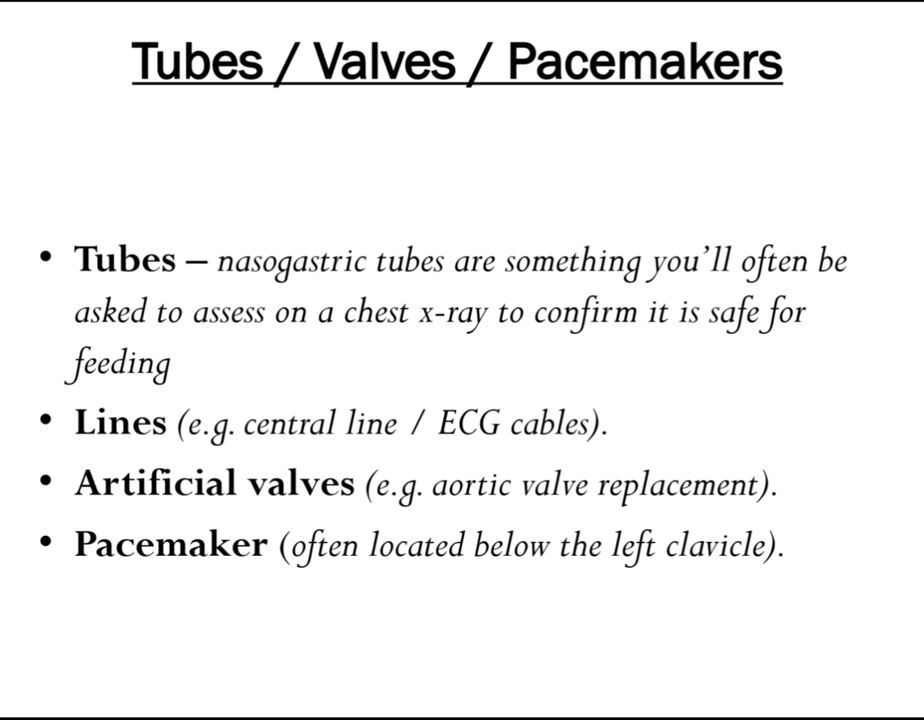 Tubes / Valves / Pacemakers
• Tubes – nasogastric tubes are something you’ll often be
asked to assess on a chest x-ray to confirm it is safe for
feeding
• Lines (e.g. central line / ECG cables).
• Artificial valves (e.g. aortic valve replacement).
• Pacemaker (often located below the left clavicle).